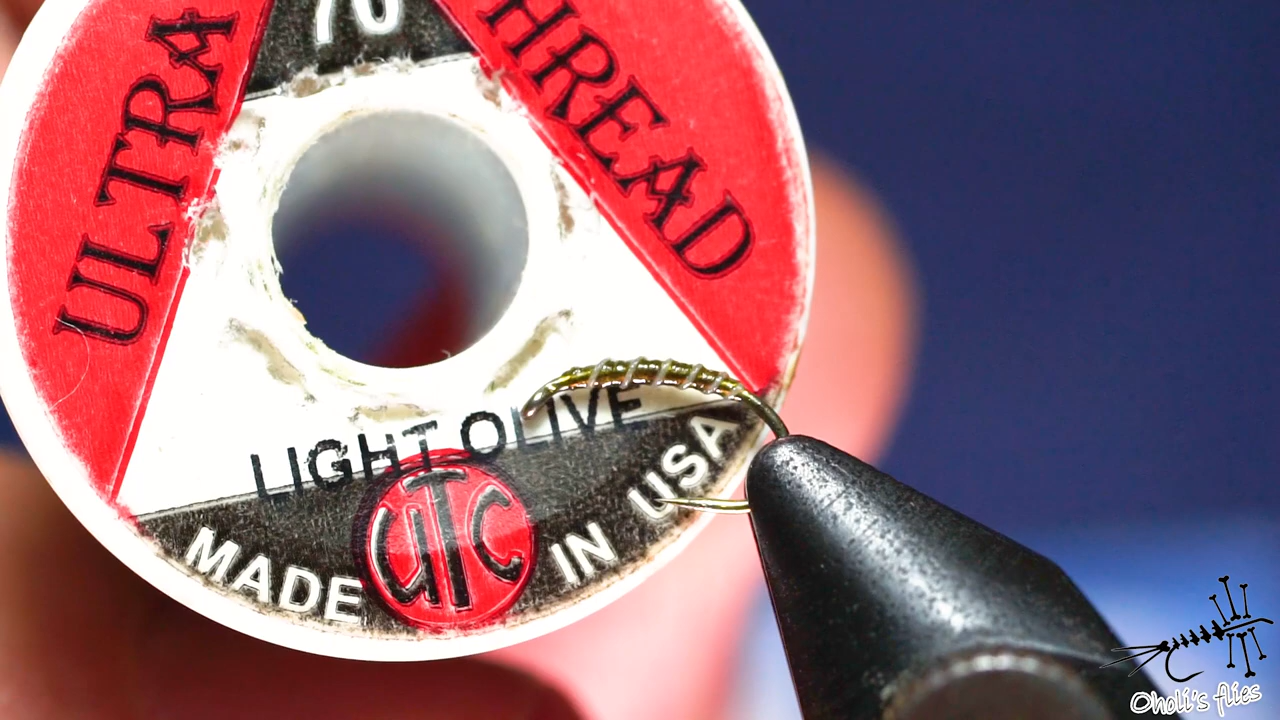 70
ULTRA
THREAD
LIGHT OLIVE
UTC
MADE IN USA
Oholi's flies